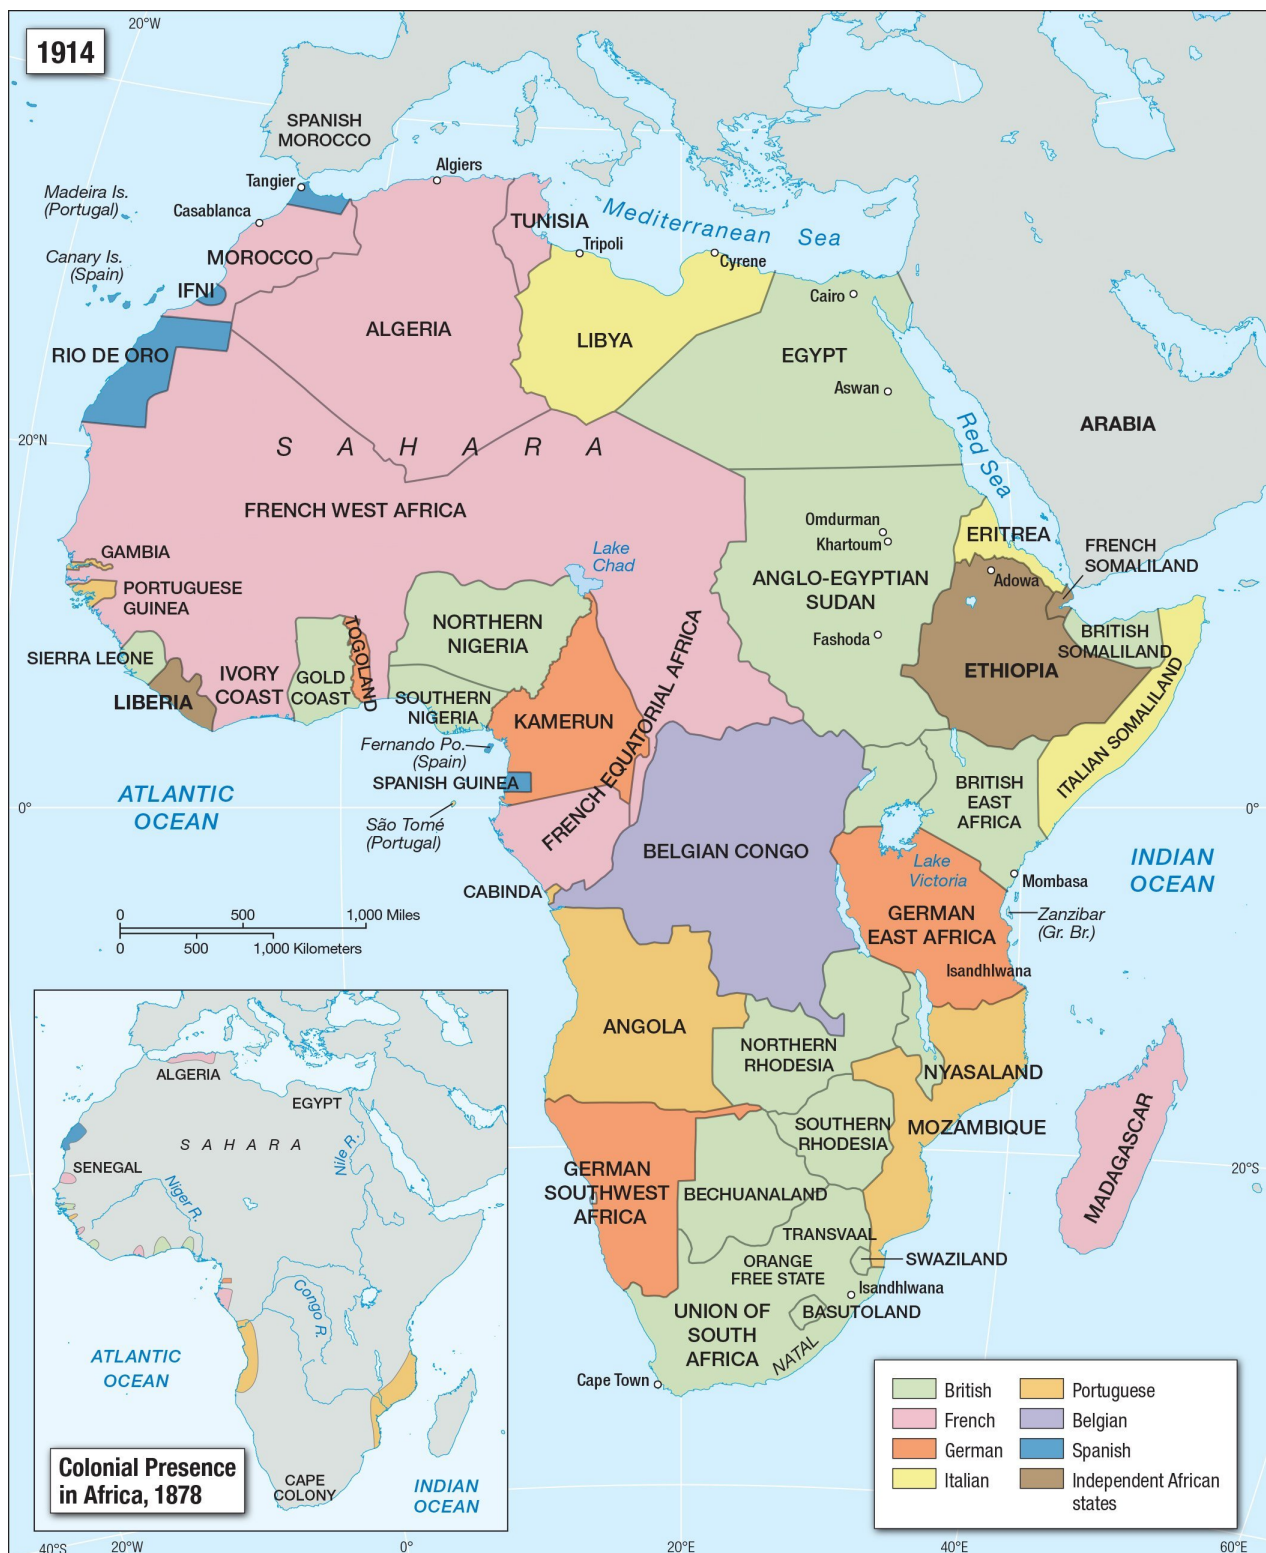 1914
20°W
SPANISH
MOROCCO
Algiers
Tangier
Madeira Is.
(Portugal)
Casablanca
TUNISIA
Mediterranean Sea
Tripoli
Cyrene
Canary Is.
(Spain)
MOROCCO
IFNI
Cairo
ALGERIA
LIBYA
EGYPT
RIO DE ORO
Aswan
ARABIA
Red Sea
20°N
SAHARA
FRENCH WEST AFRICA
Omdurman
Khartoum
ERITREA
FRENCH
SOMALILAND
GAMBIA
Lake
Chad
Adowa
ANGLO-EGYPTIAN
SUDAN
PORTUGUESE
GUINEA
NORTHERN
NIGERIA
Fashoda
BRITISH
SOMALILAND
SIERRA LEONE
TOGOLAND
IVORY
COAST
GOLD
COAST
ETHIOPIA
LIBERIA
SOUTHERN
NIGERIA
KAMERUN
FRENCH EQUATORIAL AFRICA
ITALIAN SOMALILAND
Fernando Po.
(Spain)
SPANISH GUINEA
BRITISH
EAST
AFRICA
ATLANTIC
OCEAN
0°
0°
São Tomé
(Portugal)
BELGIAN CONGO
Lake
Victoria
INDIAN
OCEAN
Mombasa
CABINDA
0 500 1,000 Miles
0 500 1,000 Kilometers
GERMAN
EAST AFRICA
Zanzibar
(Gr. Br.)
Isandhlwana
ANGOLA
NORTHERN
RHODESIA
NYASALAND
SOUTHERN
RHODESIA
MOZAMBIQUE
MADAGASCAR
20°S
GERMAN
SOUTHWEST
AFRICA
BECHUANALAND
TRANSVAAL
ORANGE
FREE STATE
SWAZILAND
Isandhlwana
BASUTOLAND
UNION OF
SOUTH
AFRICA
NATAL
Cape Town
ALGERIA
EGYPT
SAHARA
Nile R.
SENEGAL
Niger R.
Congo R.
ATLANTIC
OCEAN
CAPE
COLONY
INDIAN
OCEAN
Colonial Presence
in Africa, 1878
British
French
German
Italian
Portuguese
Belgian
Spanish
Independent African
states
40°S
20°W
0°
20°E
40°E
60°E